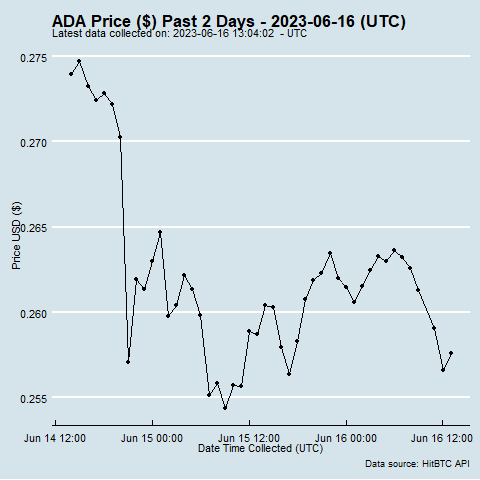 ADA Price ($) Past 2 Days - 2023-06-16 (UTC)
Latest data collected on: 2023-06-16 13:04:02  - UTC
0.275
0.270
0.265
0.260
0.255
Price USD ($)
Jun 14 12:00
Jun 15 00:00
Jun 15 12:00
Jun 16 00:00
Jun 16 12:00
Date Time Collected (UTC)
Data source: HitBTC API